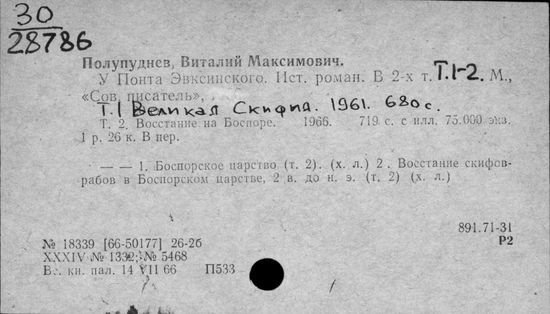 30
28786
Полупуднев, Виталий Максимович.
У Понта Эвксинского. Ист. роман. В 2-х т. Т.1-2. М.,
«Сов. писатель»,
Т.1 Великая Скифия. 1961. 680 с.
Т. 2. Восстание на Боспоре. 1966. 719 с. с илл. 75.000 экз.
1 р. 26 к. В пер.
— — 1. Боспорское царство (т. 2). (х. л.) 2. Восстание скифов-
рабов в Боспорском царстве, 2 в. до н. э. (т. 2) (х. л.)
891.71-31
Р2
№ 18339 [66-50177] 26-2б
XXXIV № 1332; № 5468
Вс. кн. пал. 14 VII 66 П533